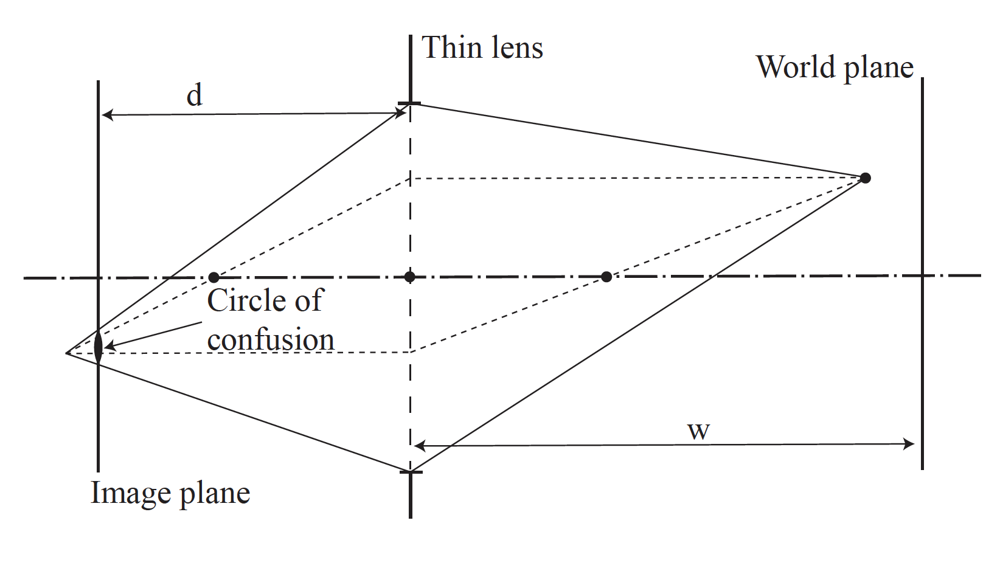 Thin lens
World plane
d
Circle of
confusion
w
Image plane